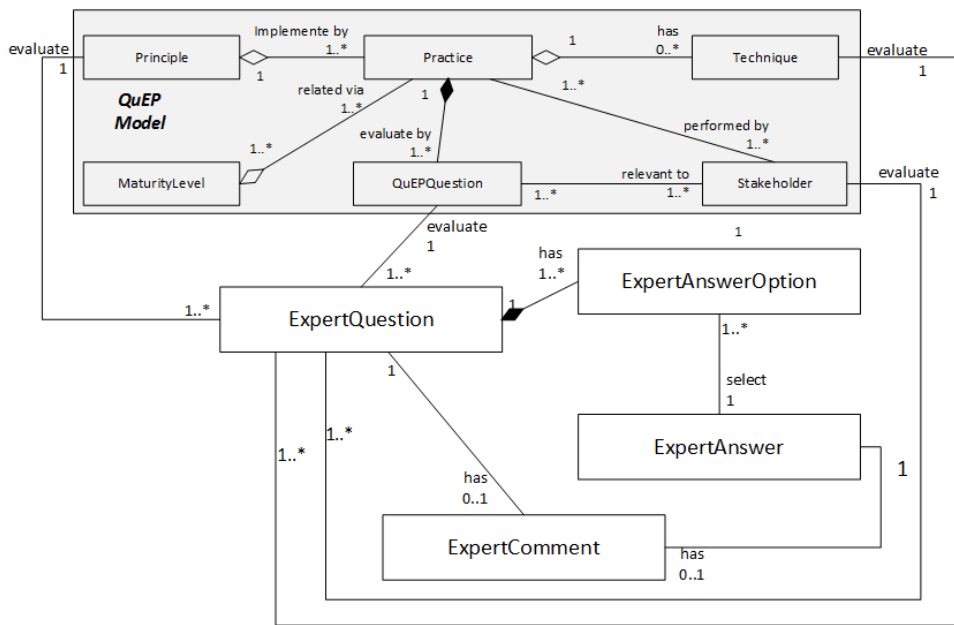 Implemente by
has
evaluate
1
evaluate
1
Principle
1
1..*
Practice
1
0..*
Technique
QuEP
Model
related via
1..*
1
1..*
evaluate by
1..*
performed by
1..*
1..*
MaturityLevel
QuEPQuestion
1..*
relevant to
1..*
Stakeholder
evaluate
1
evaluate
1
1..*
has
1..*
1
ExpertAnswerOption
1..*
ExpertQuestion
1
1
1..*
select
1
1..*
1..*
ExpertAnswer
1
has
0..1
ExpertComment
has
0..1